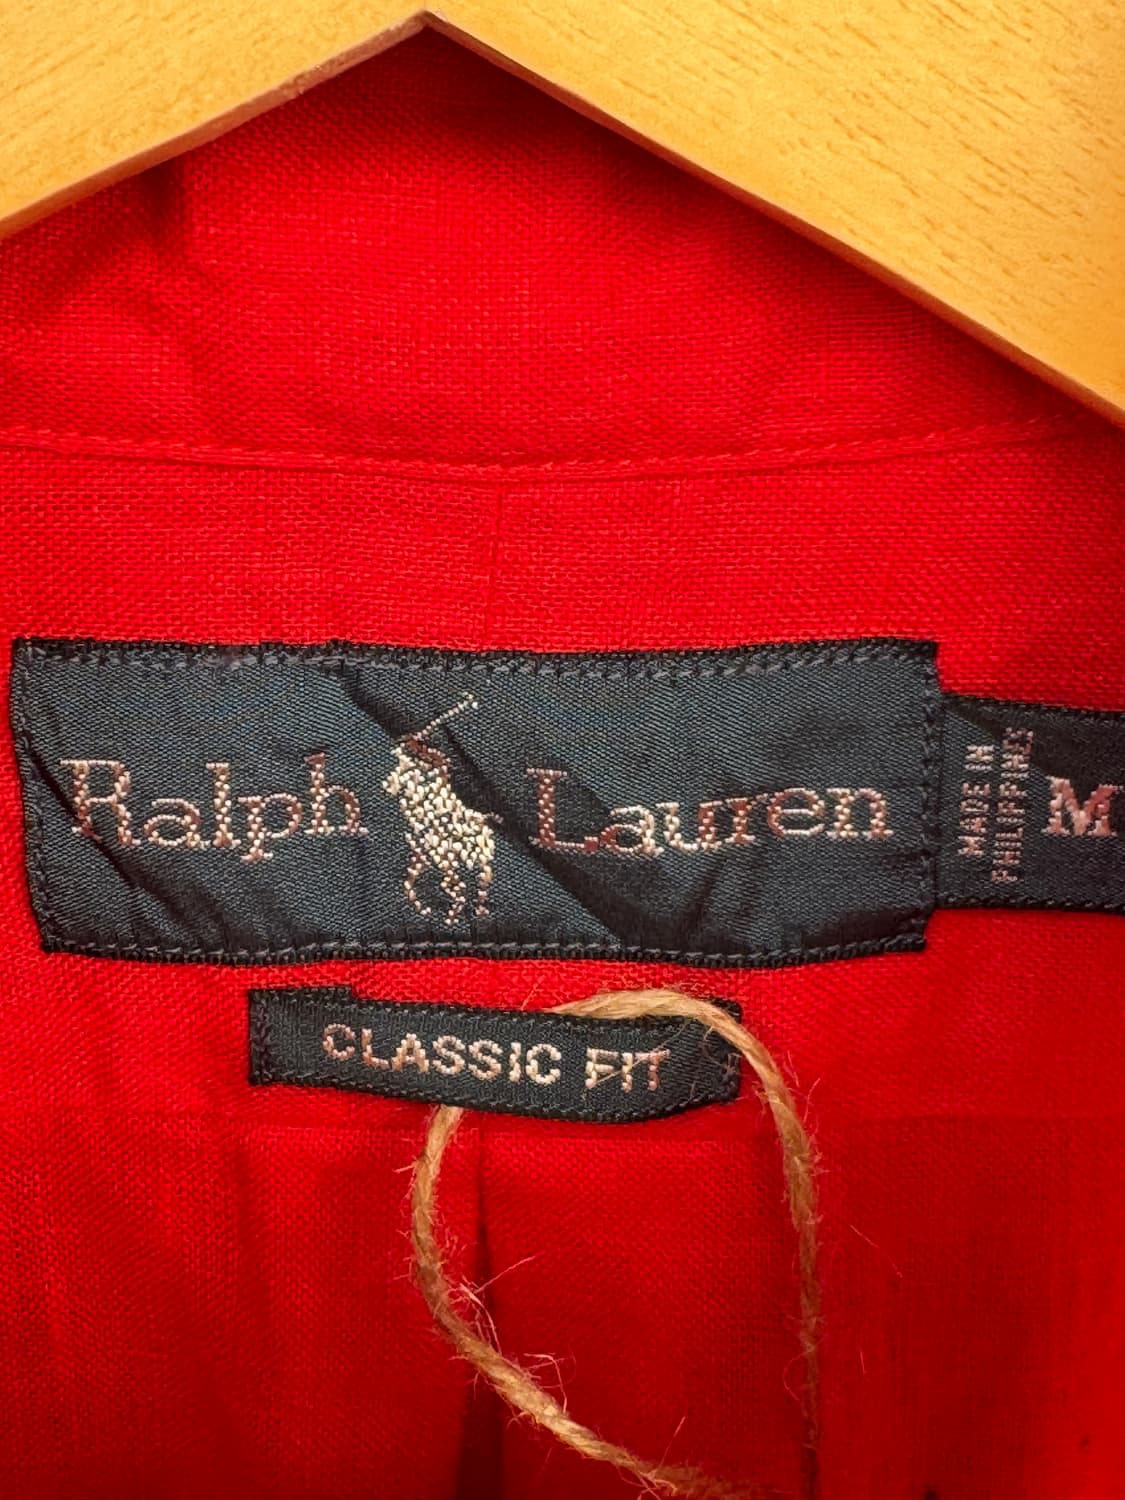 Ralph Lauren
MADE IN
PHILIPPINES
M
CLASSIC FIT